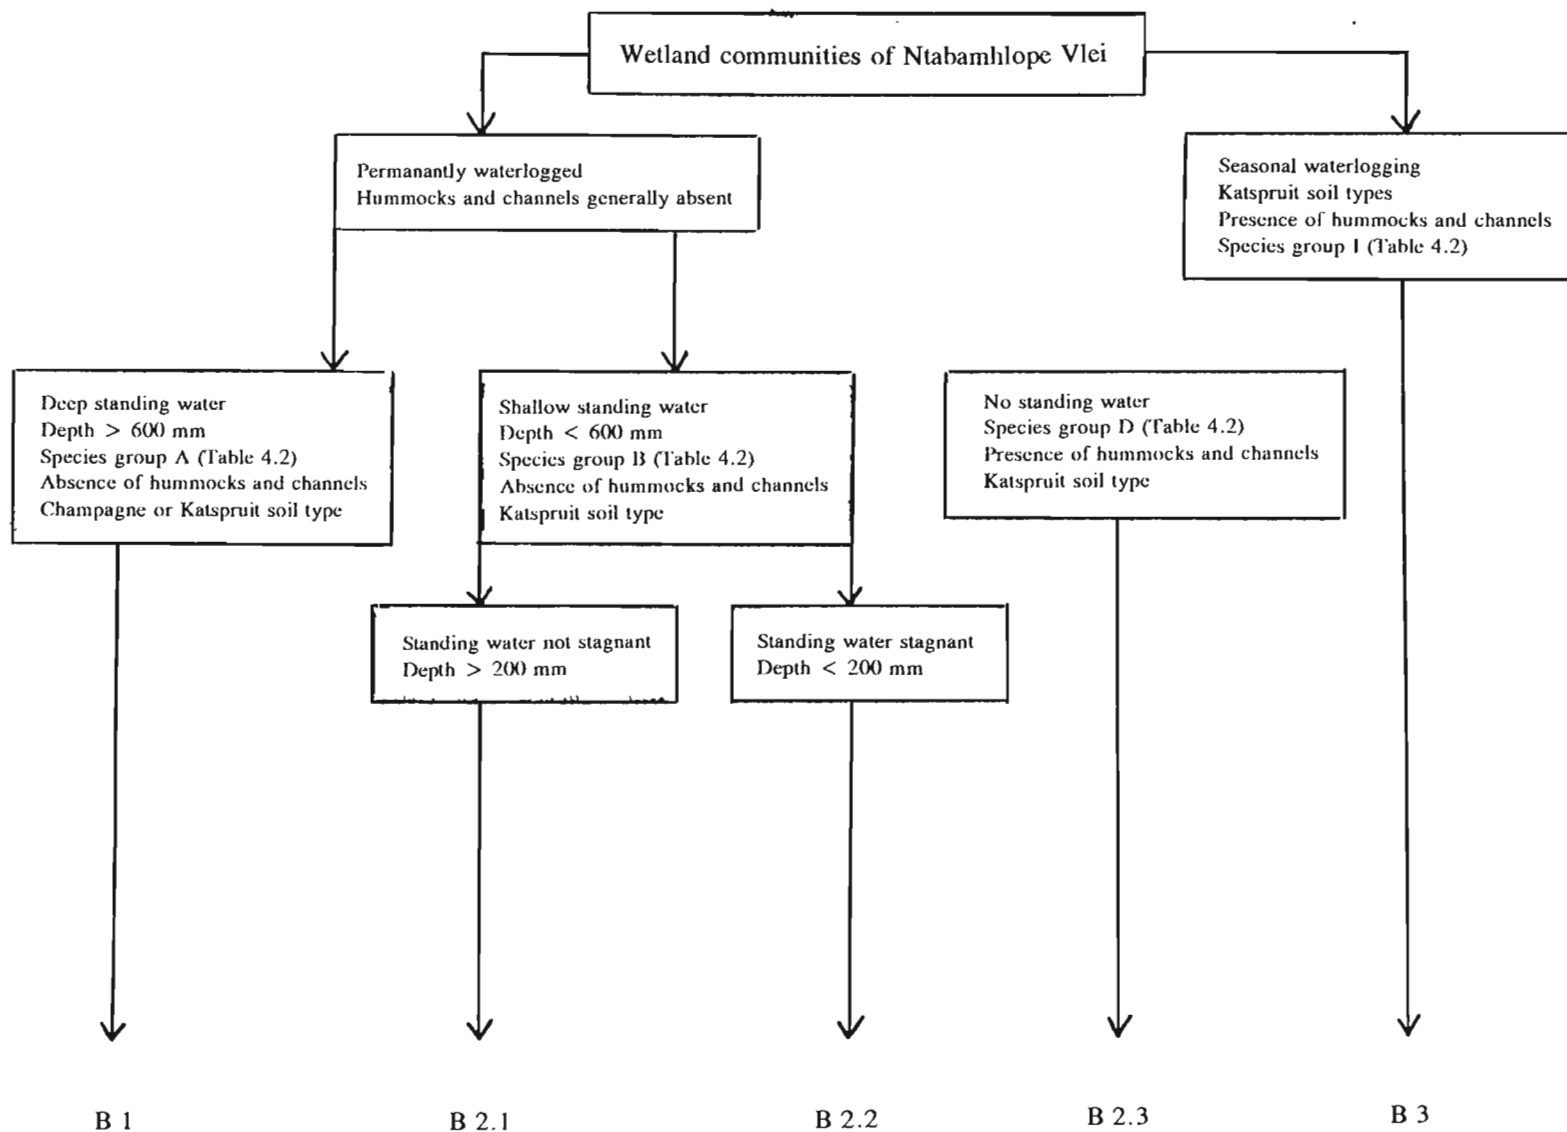 Wetland communities of Ntabamhlope Vlei
Permanantly waterlogged
Hummocks and channels generally absent
Seasonal waterlogging
Katspruit soil types
Presence of hummocks and channels
Species group I (Table 4.2)
Deep standing water
Depth > 600 mm
Species group A (Table 4.2)
Absence of hummocks and channels
Champagne or Katspruit soil type
Shallow standing water
Depth < 600 mm
Species group B (Table 4.2)
Absence of hummocks and channels
Katspruit soil type
No standing water
Species group D (Table 4.2)
Presence of hummocks and channels
Katspruit soil type
Standing water not stagnant
Depth > 200 mm
Standing water stagnant
Depth < 200 mm
B 1
B 2.1
B 2.2
B 2.3
B 3